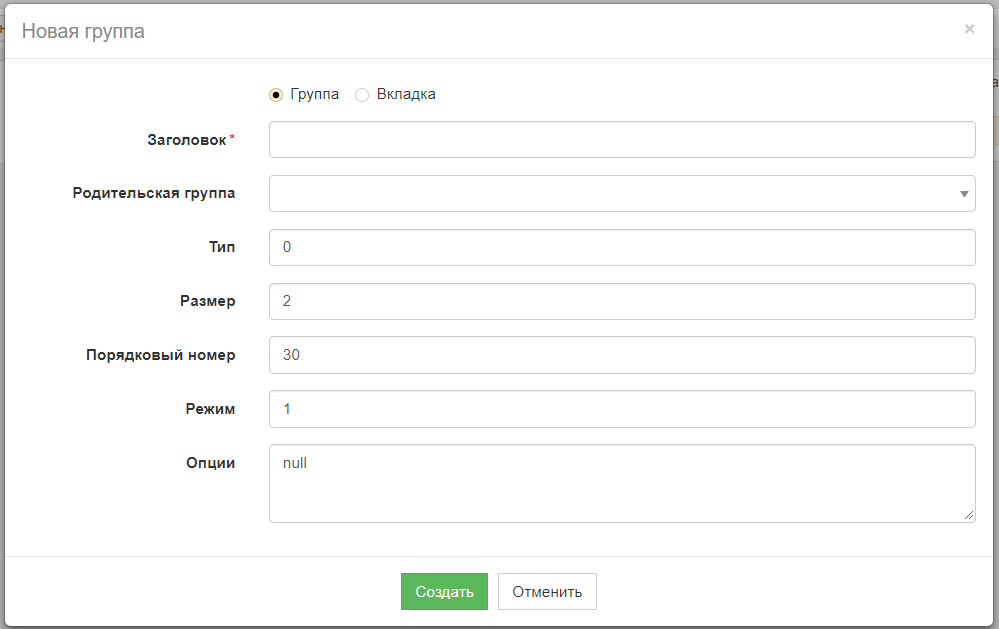 Новая группа ×
Группа Вкладка
Заголовок*
Родительская группа
Тип 0
Размер 2
Порядковый номер 30
Режим 1
Опции null
Создать Отменить